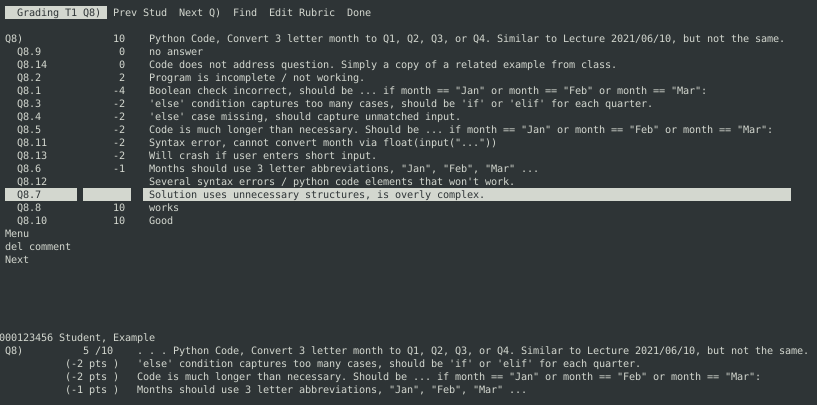 Grading T1 Q8) Prev Stud Next Q) Find Edit Rubric Done
Q8) 10 Python Code, Convert 3 letter month to Q1, Q2, Q3, or Q4. Similar to Lecture 2021/06/10, but not the same.
Q8.9 0 no answer
Q8.14 0 Code does not address question. Simply a copy of a related example from class.
Q8.2 2 Program is incomplete / not working.
Q8.1 -4 Boolean check incorrect, should be ... if month == "Jan" or month == "Feb" or month == "Mar":
Q8.3 -2 'else' condition captures too many cases, should be 'if' or 'elif' for each quarter.
Q8.4 -2 'else' case missing, should capture unmatched input.
Q8.5 -2 Code is much longer than necessary. Should be ... if month == "Jan" or month == "Feb" or month == "Mar":
Q8.11 -2 Syntax error, cannot convert month via float(input("..."))
Q8.13 -2 Will crash if user enters short input.
Q8.6 -1 Months should use 3 letter abbreviations, "Jan", "Feb", "Mar" ...
Q8.12 Several syntax errors / python code elements that won't work.
Q8.7 Solution uses unnecessary structures, is overly complex.
Q8.8 10 works
Q8.10 10 Good
Menu
del comment
Next
000123456 Student, Example
Q8) 5 /10 . . . Python Code, Convert 3 letter month to Q1, Q2, Q3, or Q4. Similar to Lecture 2021/06/10, but not the same.
(-2 pts ) 'else' condition captures too many cases, should be 'if' or 'elif' for each quarter.
(-2 pts ) Code is much longer than necessary. Should be ... if month == "Jan" or month == "Feb" or month == "Mar":
(-1 pts ) Months should use 3 letter abbreviations, "Jan", "Feb", "Mar" ...